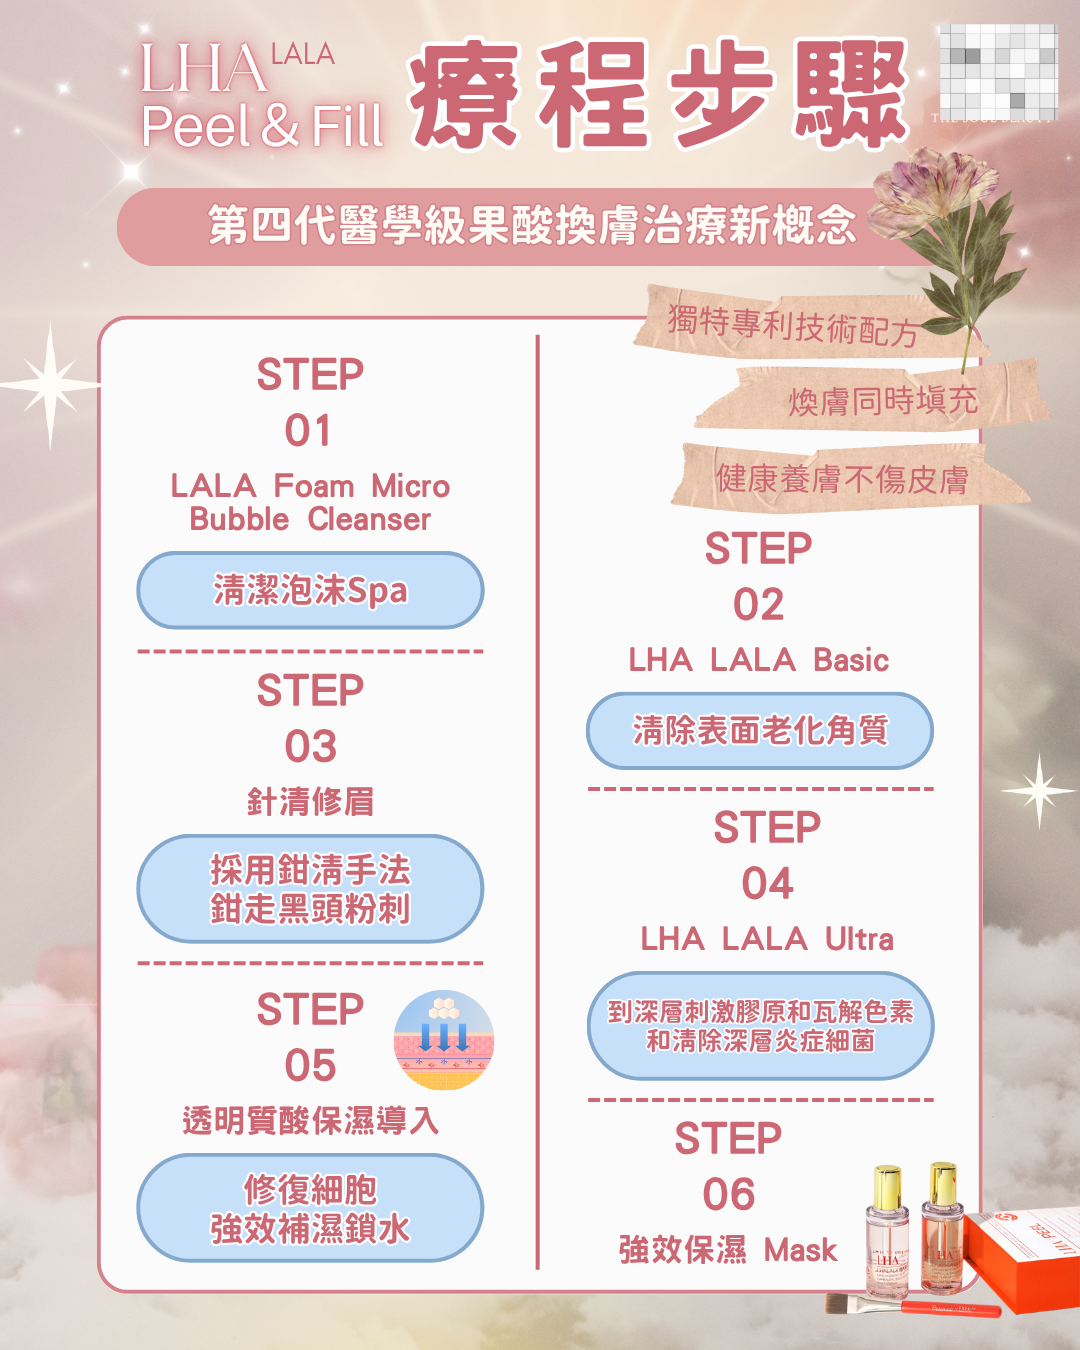 LHA LALA
Peel & Fill
療程步驟
第四代醫學級果酸換膚治療新概念
獨特專利技術配方
煥膚同時填充
健康養膚不傷皮膚
STEP
01
LALA Foam Micro
Bubble Cleanser
清潔泡沫Spa
STEP
02
LHA LALA Basic
清除表面老化角質
STEP
03
針清修眉
採用鉗清手法
鉗走黑頭粉刺
STEP
04
LHA LALA Ultra
到深層刺激膠原和瓦解色素
和清除深層炎症細菌
STEP
05
透明質酸保濕導入
修復細胞
強效補濕鎖水
STEP
06
強效保濕 Mask
LHA
LHA
LHA PEEL